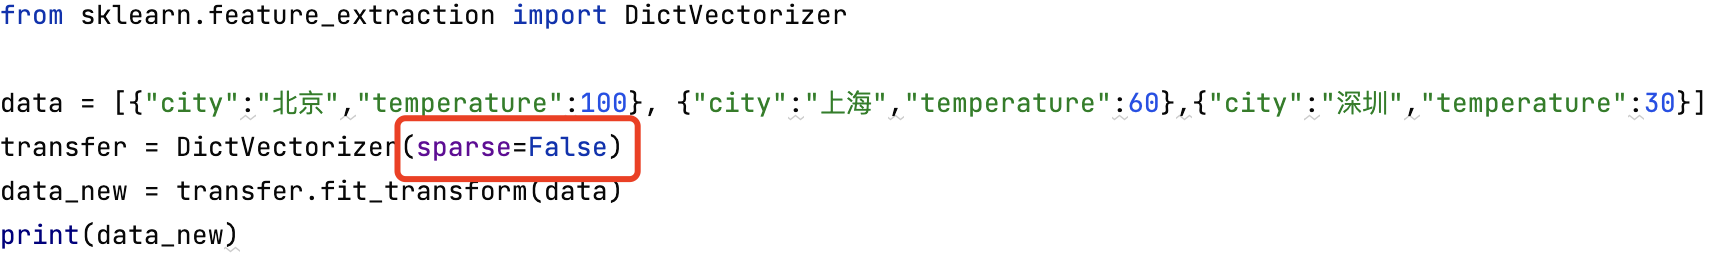 from sklearn.feature_extraction import DictVectorizer
data = [{"city":"北京","temperature":100}, {"city":"上海","temperature":60},{"city":"深圳","temperature":30}]
transfer = DictVectorizer(sparse=False)
data_new = transfer.fit_transform(data)
print(data_new)